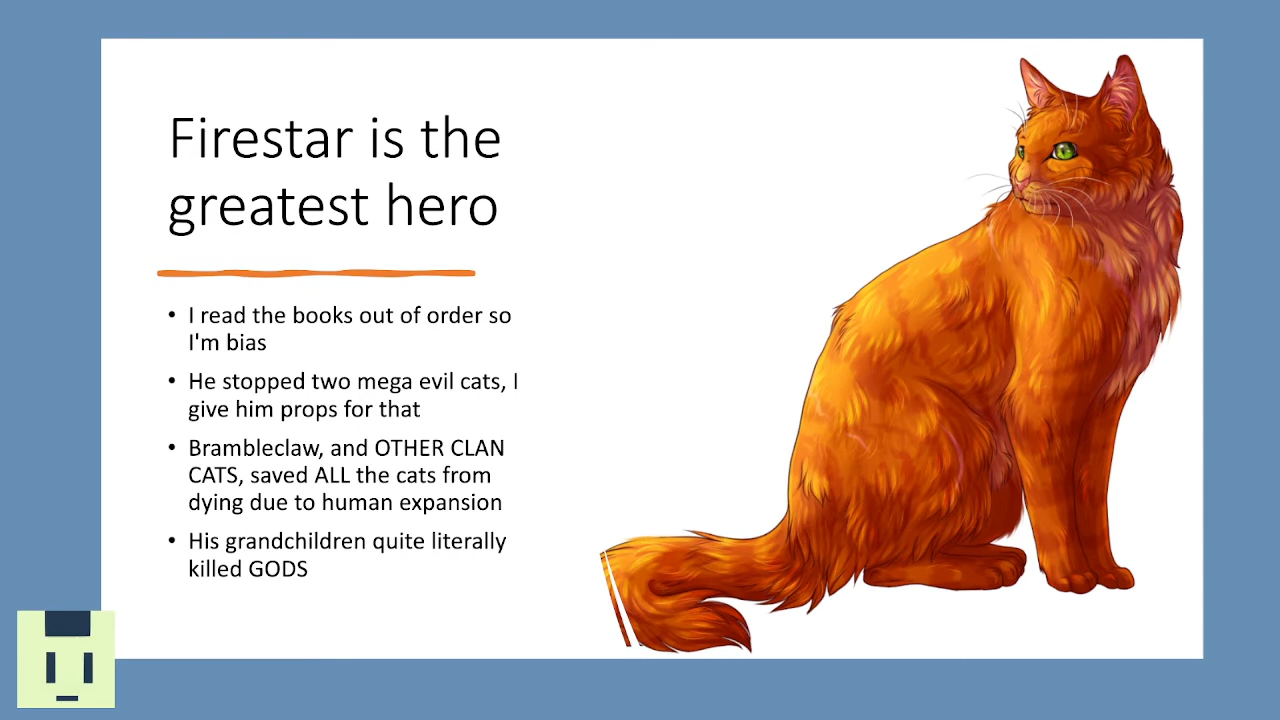 Firestar is the
greatest hero
• I read the books out of order so
I'm bias
• He stopped two mega evil cats, I
give him props for that
• Brambleclaw, and OTHER CLAN
CATS, saved ALL the cats from
dying due to human expansion
• His grandchildren quite literally
killed GODS